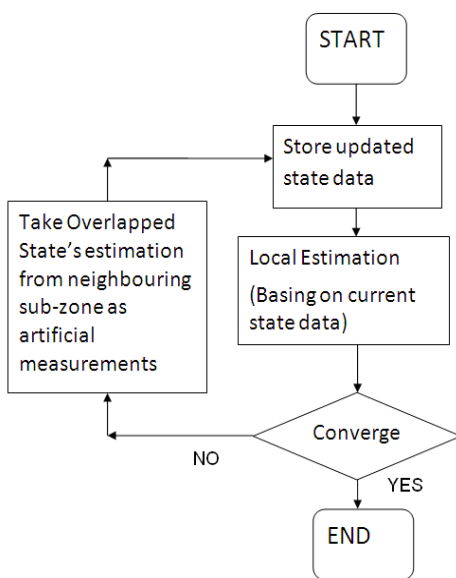 START
Store updated
state data
Take Overlapped
State’s estimation
from neighbouring
sub-zone as
artificial
measurements
Local Estimation
(Basing on current
state data)
Converge
NO
YES
END